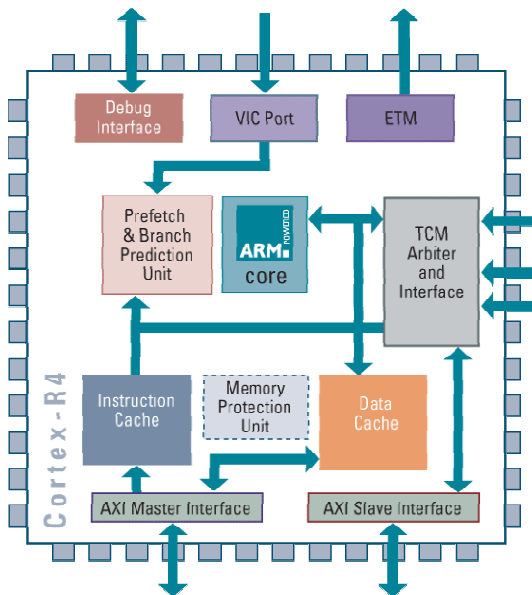 Debug
Interface
VIC Port
ETM
Prefetch
& Branch
Prediction
Unit
ARM
POWERED
core
TCM
Arbiter
and
Interface
Instruction
Cache
Memory
Protection
Unit
Data
Cache
AXI Master Interface
AXI Slave Interface
Cortex-R4